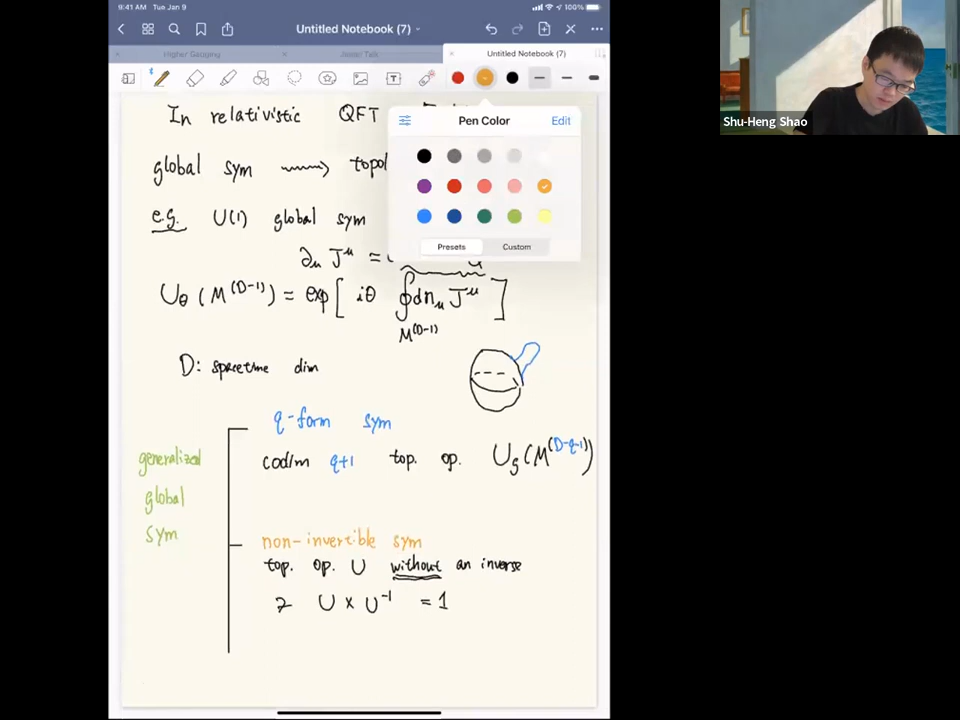 9:41 AM Tue Jan 9
100%
Untitled Notebook (7)
Higher Gauging
Untitled Notebook (7)
Pen Color
Edit
Presets
Custom
In relativistic QFT
global sym ⟿
e.g. U(1) global sym
∂μ J^μ =
Uθ (M^(D-1)) = exp[ iθ ∮ dnμ J^μ ]
M^(D-1)
D: spacetime dim
q-form sym
codim q+1 top. op. Ug(M^(D-q-1))
generalized
global
sym
non-invertible sym
top. op. U without an inverse
U × U^-1 = 1
Shu-Heng Shao